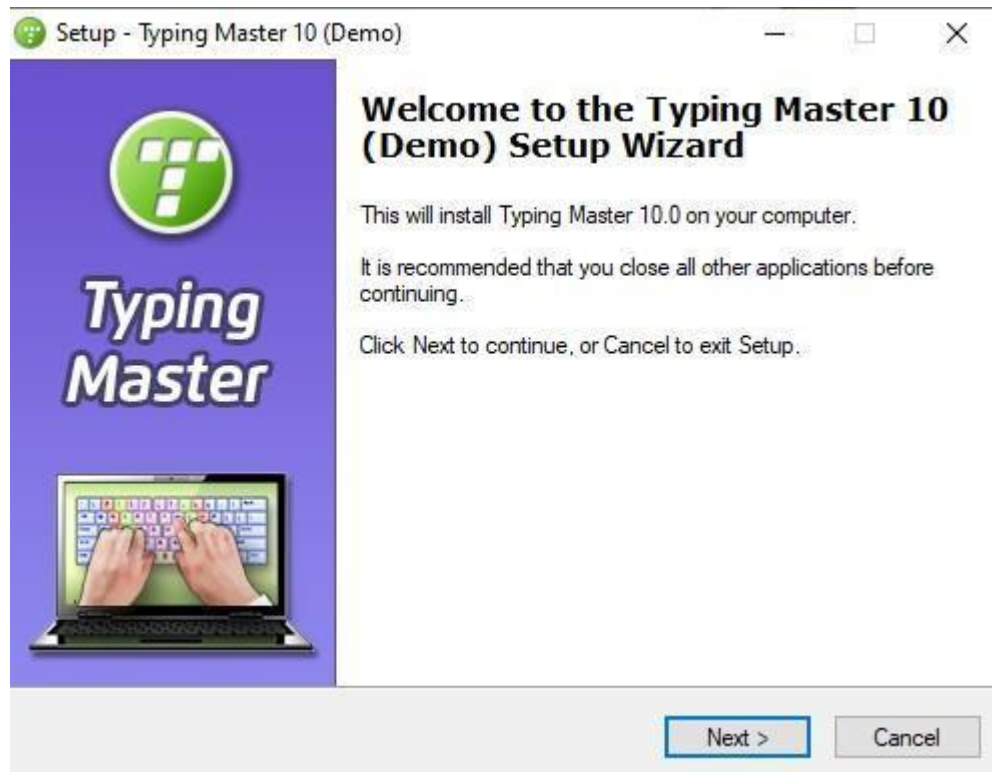 Setup - Typing Master 10 (Demo)
Typing
Master
Welcome to the Typing Master 10
(Demo) Setup Wizard
This will install Typing Master 10.0 on your computer.
It is recommended that you close all other applications before
continuing.
Click Next to continue, or Cancel to exit Setup.
Next >
Cancel